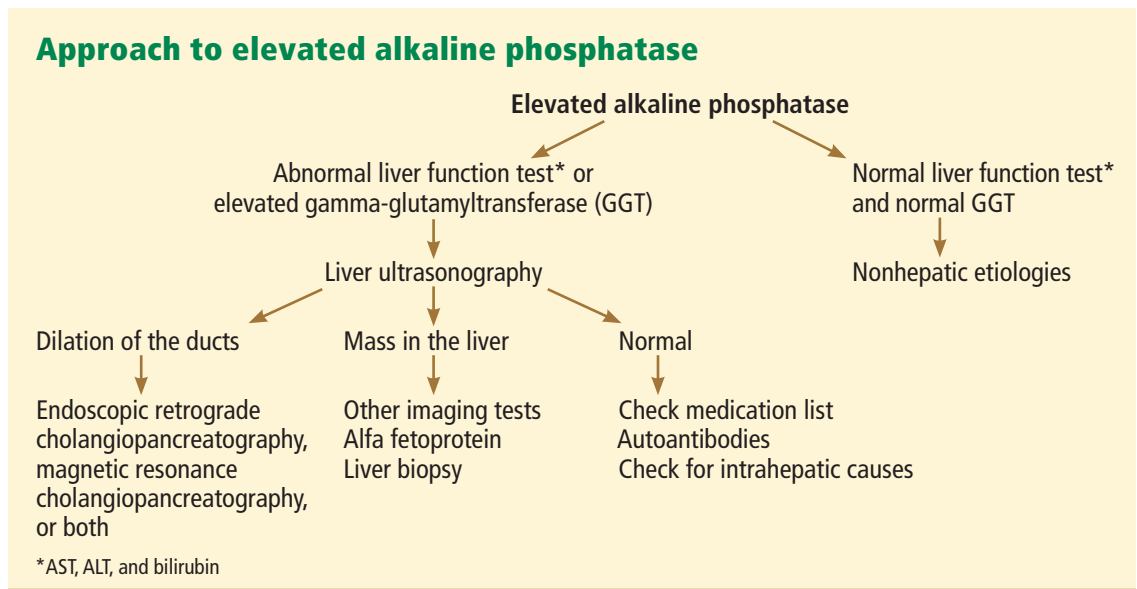 Approach to elevated alkaline phosphatase
Elevated alkaline phosphatase
Abnormal liver function test* or
elevated gamma-glutamyltransferase (GGT)
Normal liver function test*
and normal GGT
Liver ultrasonography
Nonhepatic etiologies
Dilation of the ducts
Mass in the liver
Normal
Endoscopic retrograde
cholangiopancreatography,
magnetic resonance
cholangiopancreatography,
or both
Other imaging tests
Alfa fetoprotein
Liver biopsy
Check medication list
Autoantibodies
Check for intrahepatic causes
*AST, ALT, and bilirubin